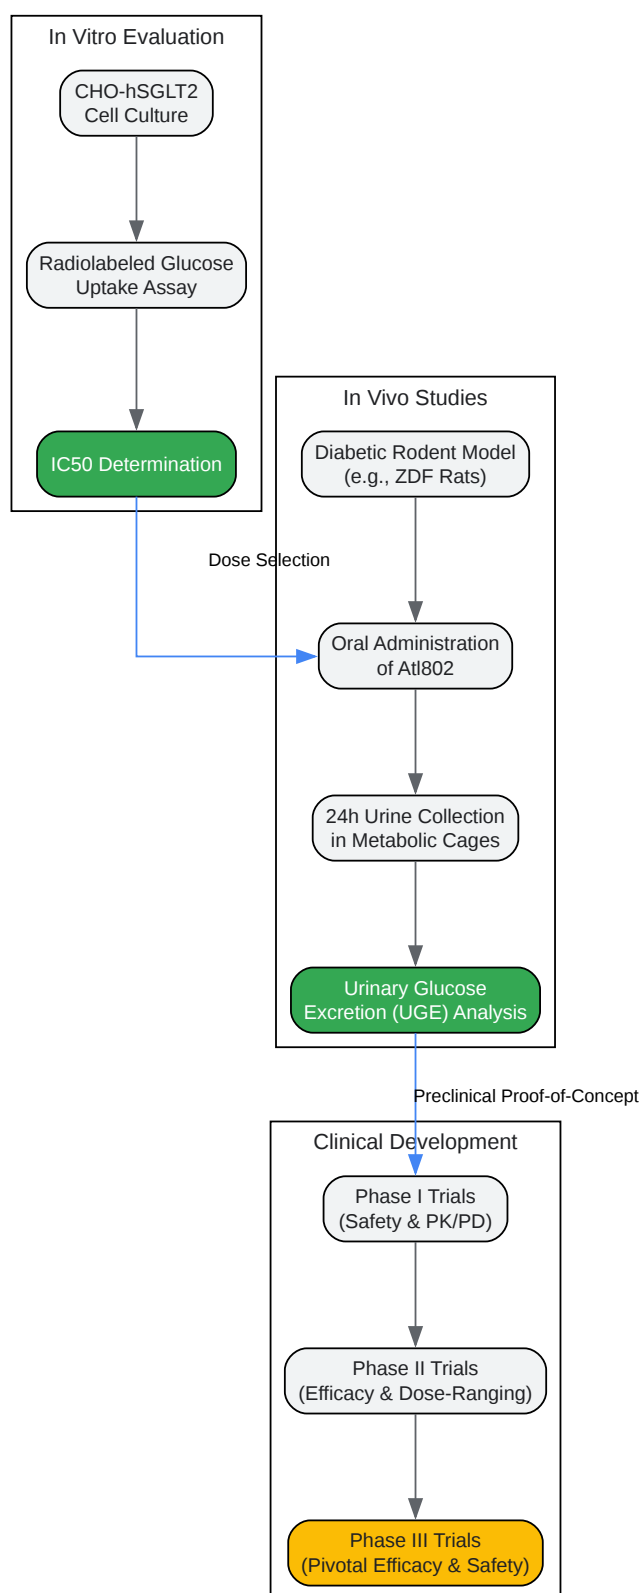 In Vitro Evaluation
CHO-hSGLT2
Cell Culture
Radiolabeled Glucose
Uptake Assay
IC50 Determination
In Vivo Studies
Diabetic Rodent Model
(e.g., ZDF Rats)
Dose Selection
Oral Administration
of Atl802
24h Urine Collection
in Metabolic Cages
Urinary Glucose
Excretion (UGE) Analysis
Preclinical Proof-of-Concept
Clinical Development
Phase I Trials
(Safety & PK/PD)
Phase II Trials
(Efficacy & Dose-Ranging)
Phase III Trials
(Pivotal Efficacy & Safety)